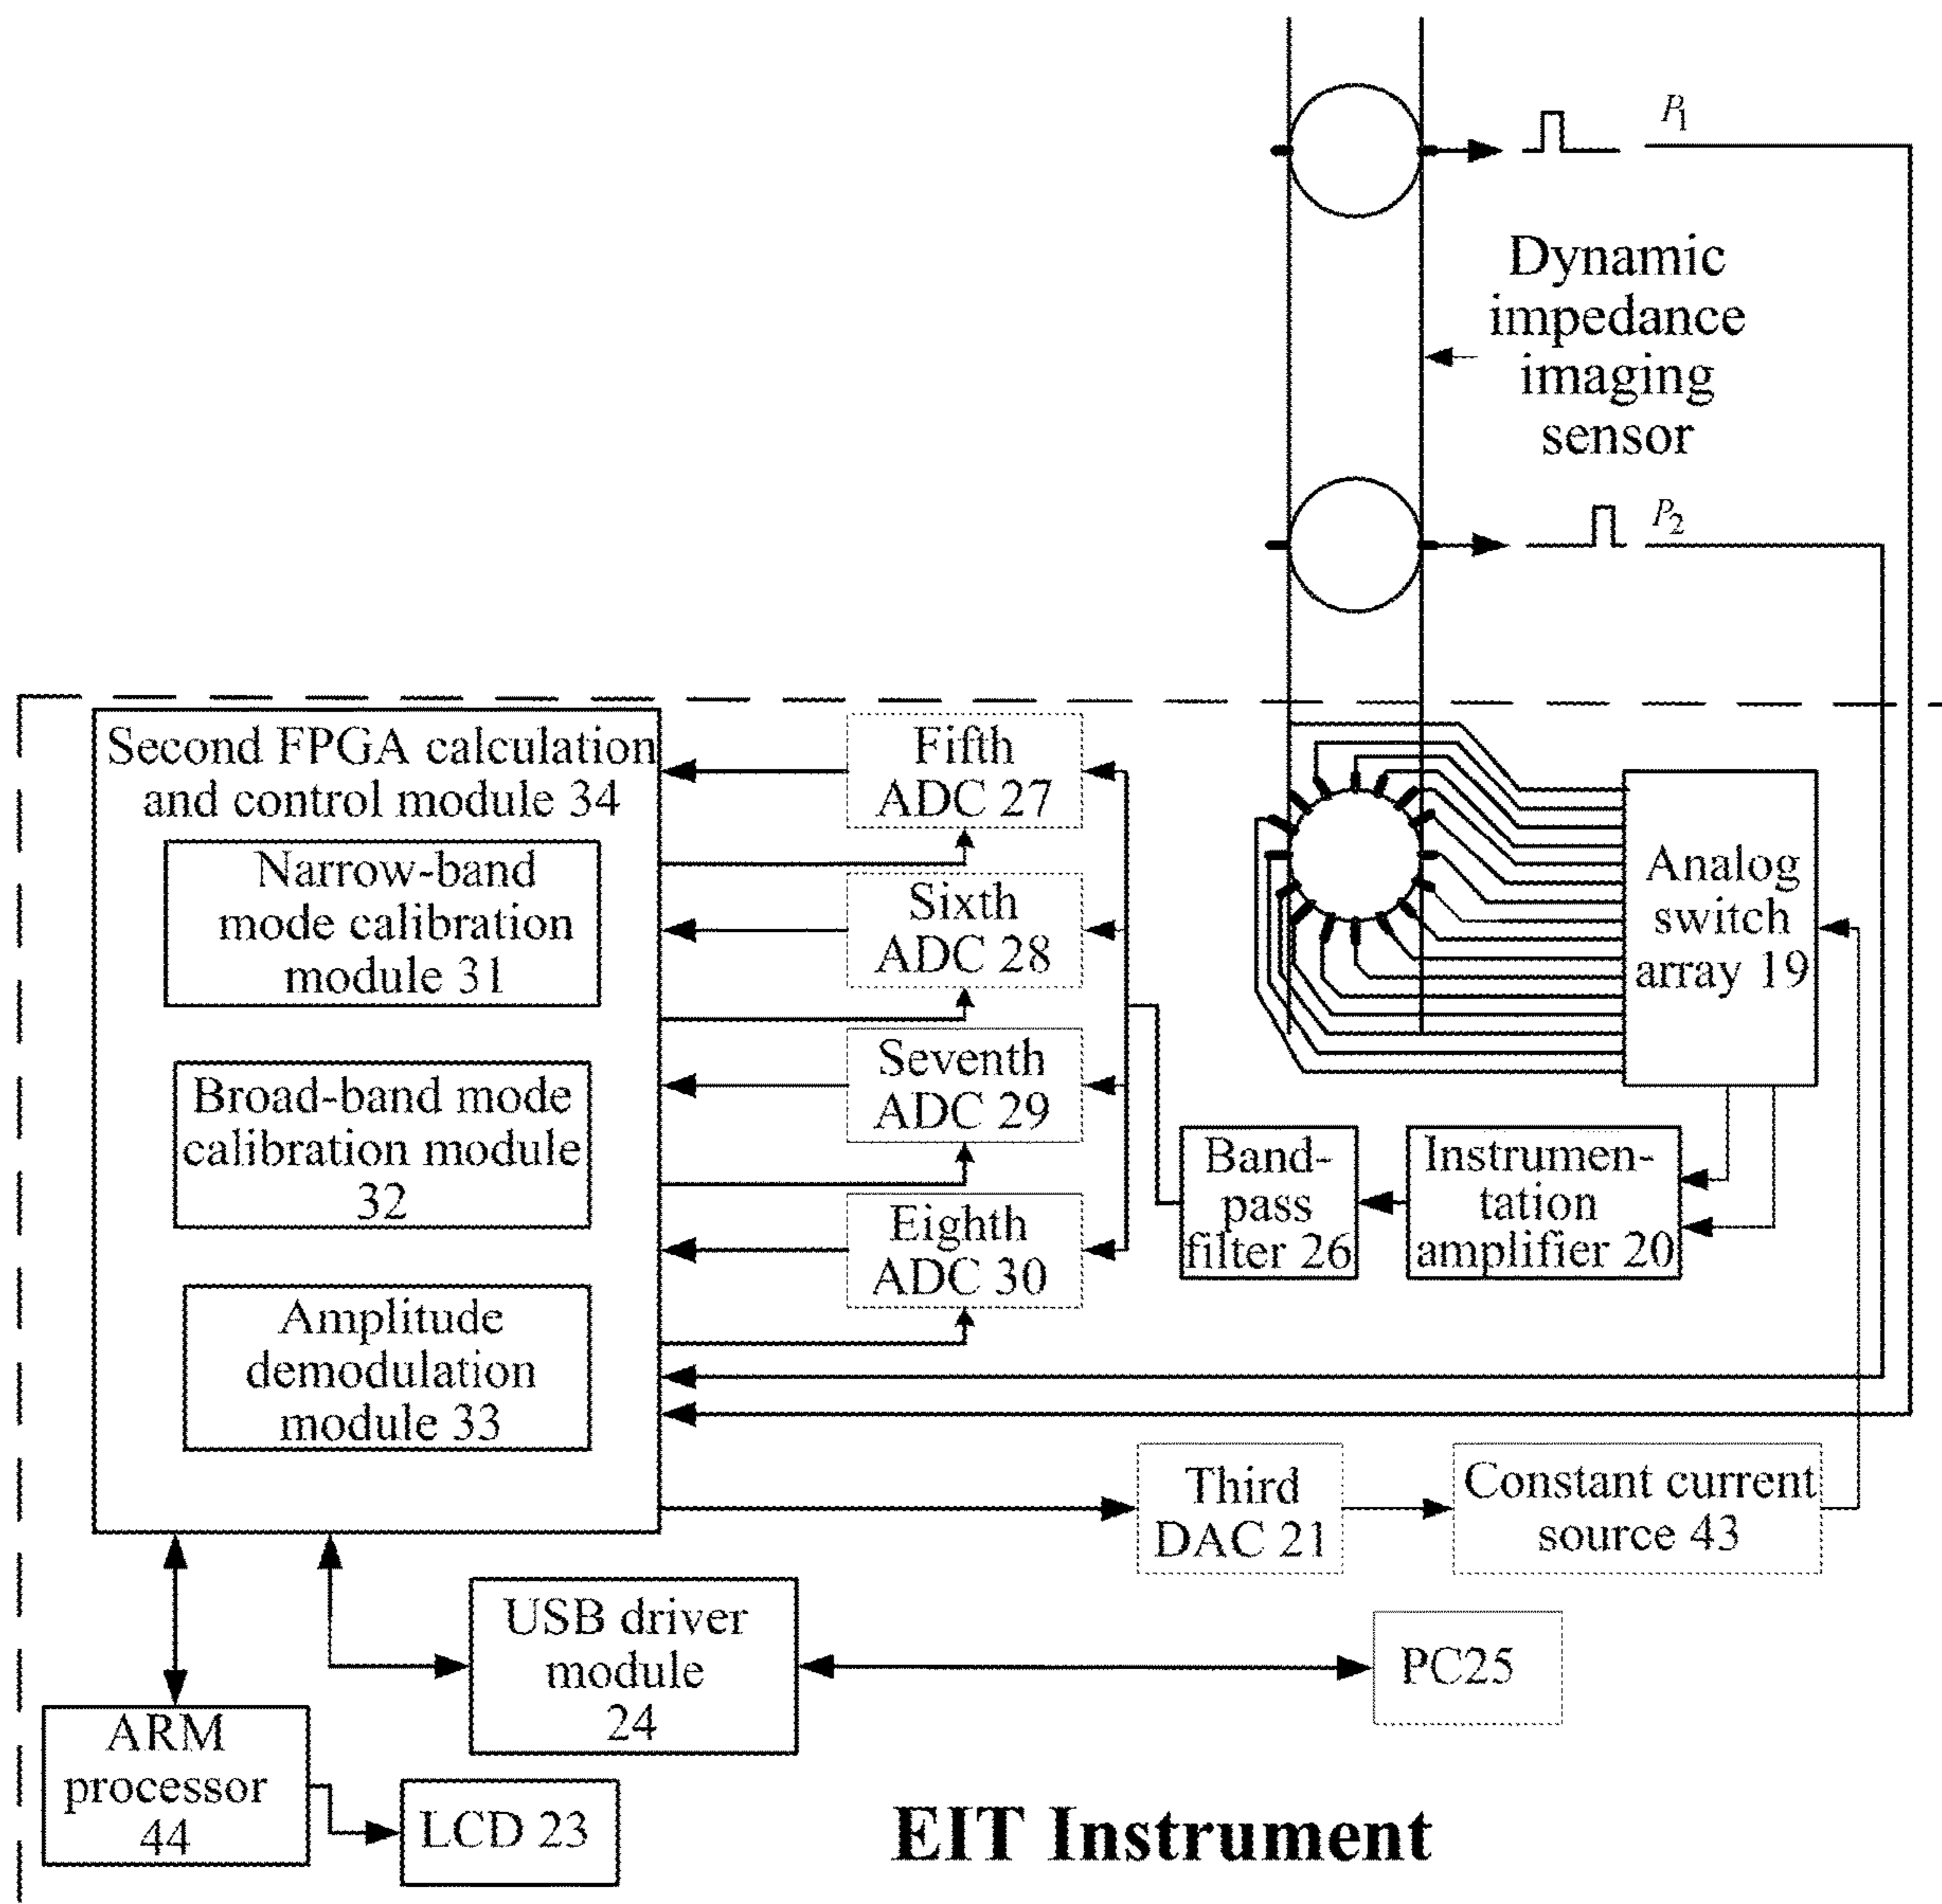 P1
Dynamic
impedance
imaging
sensor
P2
Second FPGA calculation
and control module 34
Narrow-band
mode calibration
module 31
Broad-band mode
calibration module
32
Amplitude
demodulation
module 33
Fifth
ADC 27
Sixth
ADC 28
Seventh
ADC 29
Eighth
ADC 30
Band-
pass
filter 26
Instrumen-
tation
amplifier 20
Analog
switch
array 19
Third
DAC 21
Constant current
source 43
USB driver
module
24
PC25
ARM
processor
44
LCD 23
EIT Instrument